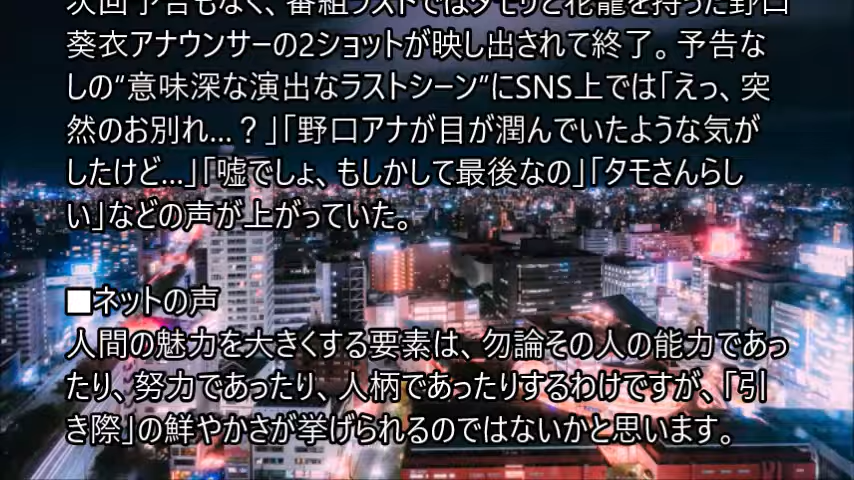 次回予告もなく、番組ラストではタモリと花籠を持った野口
葵衣アナウンサーの2ショットが映し出されて終了。予告な
しの“意味深な演出なラストシーン”にSNS上では「えっ、突
然のお別れ…？」「野口アナが目が潤んでいたような気が
したけど…」「嘘でしょ、もしかして最後なの」「タモさんらし
い」などの声が上がっていた。
■ネットの声
人間の魅力を大きくする要素は、勿論その人の能力であっ
たり、努力であったり、人柄であったりするわけですが、「引
き際」の鮮やかさが挙げられるのではないかと思います。